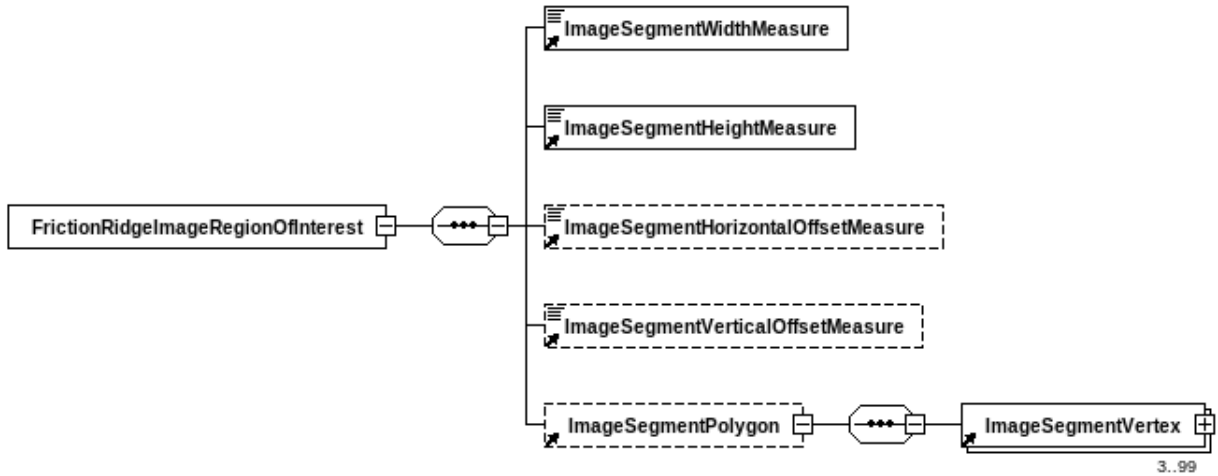 ImageSegmentWidthMeasure
ImageSegmentHeightMeasure
FrictionRidgeImageRegionOfInterest
ImageSegmentHorizontalOffsetMeasure
ImageSegmentVerticalOffsetMeasure
ImageSegmentPolygon
ImageSegmentVertex
3..99